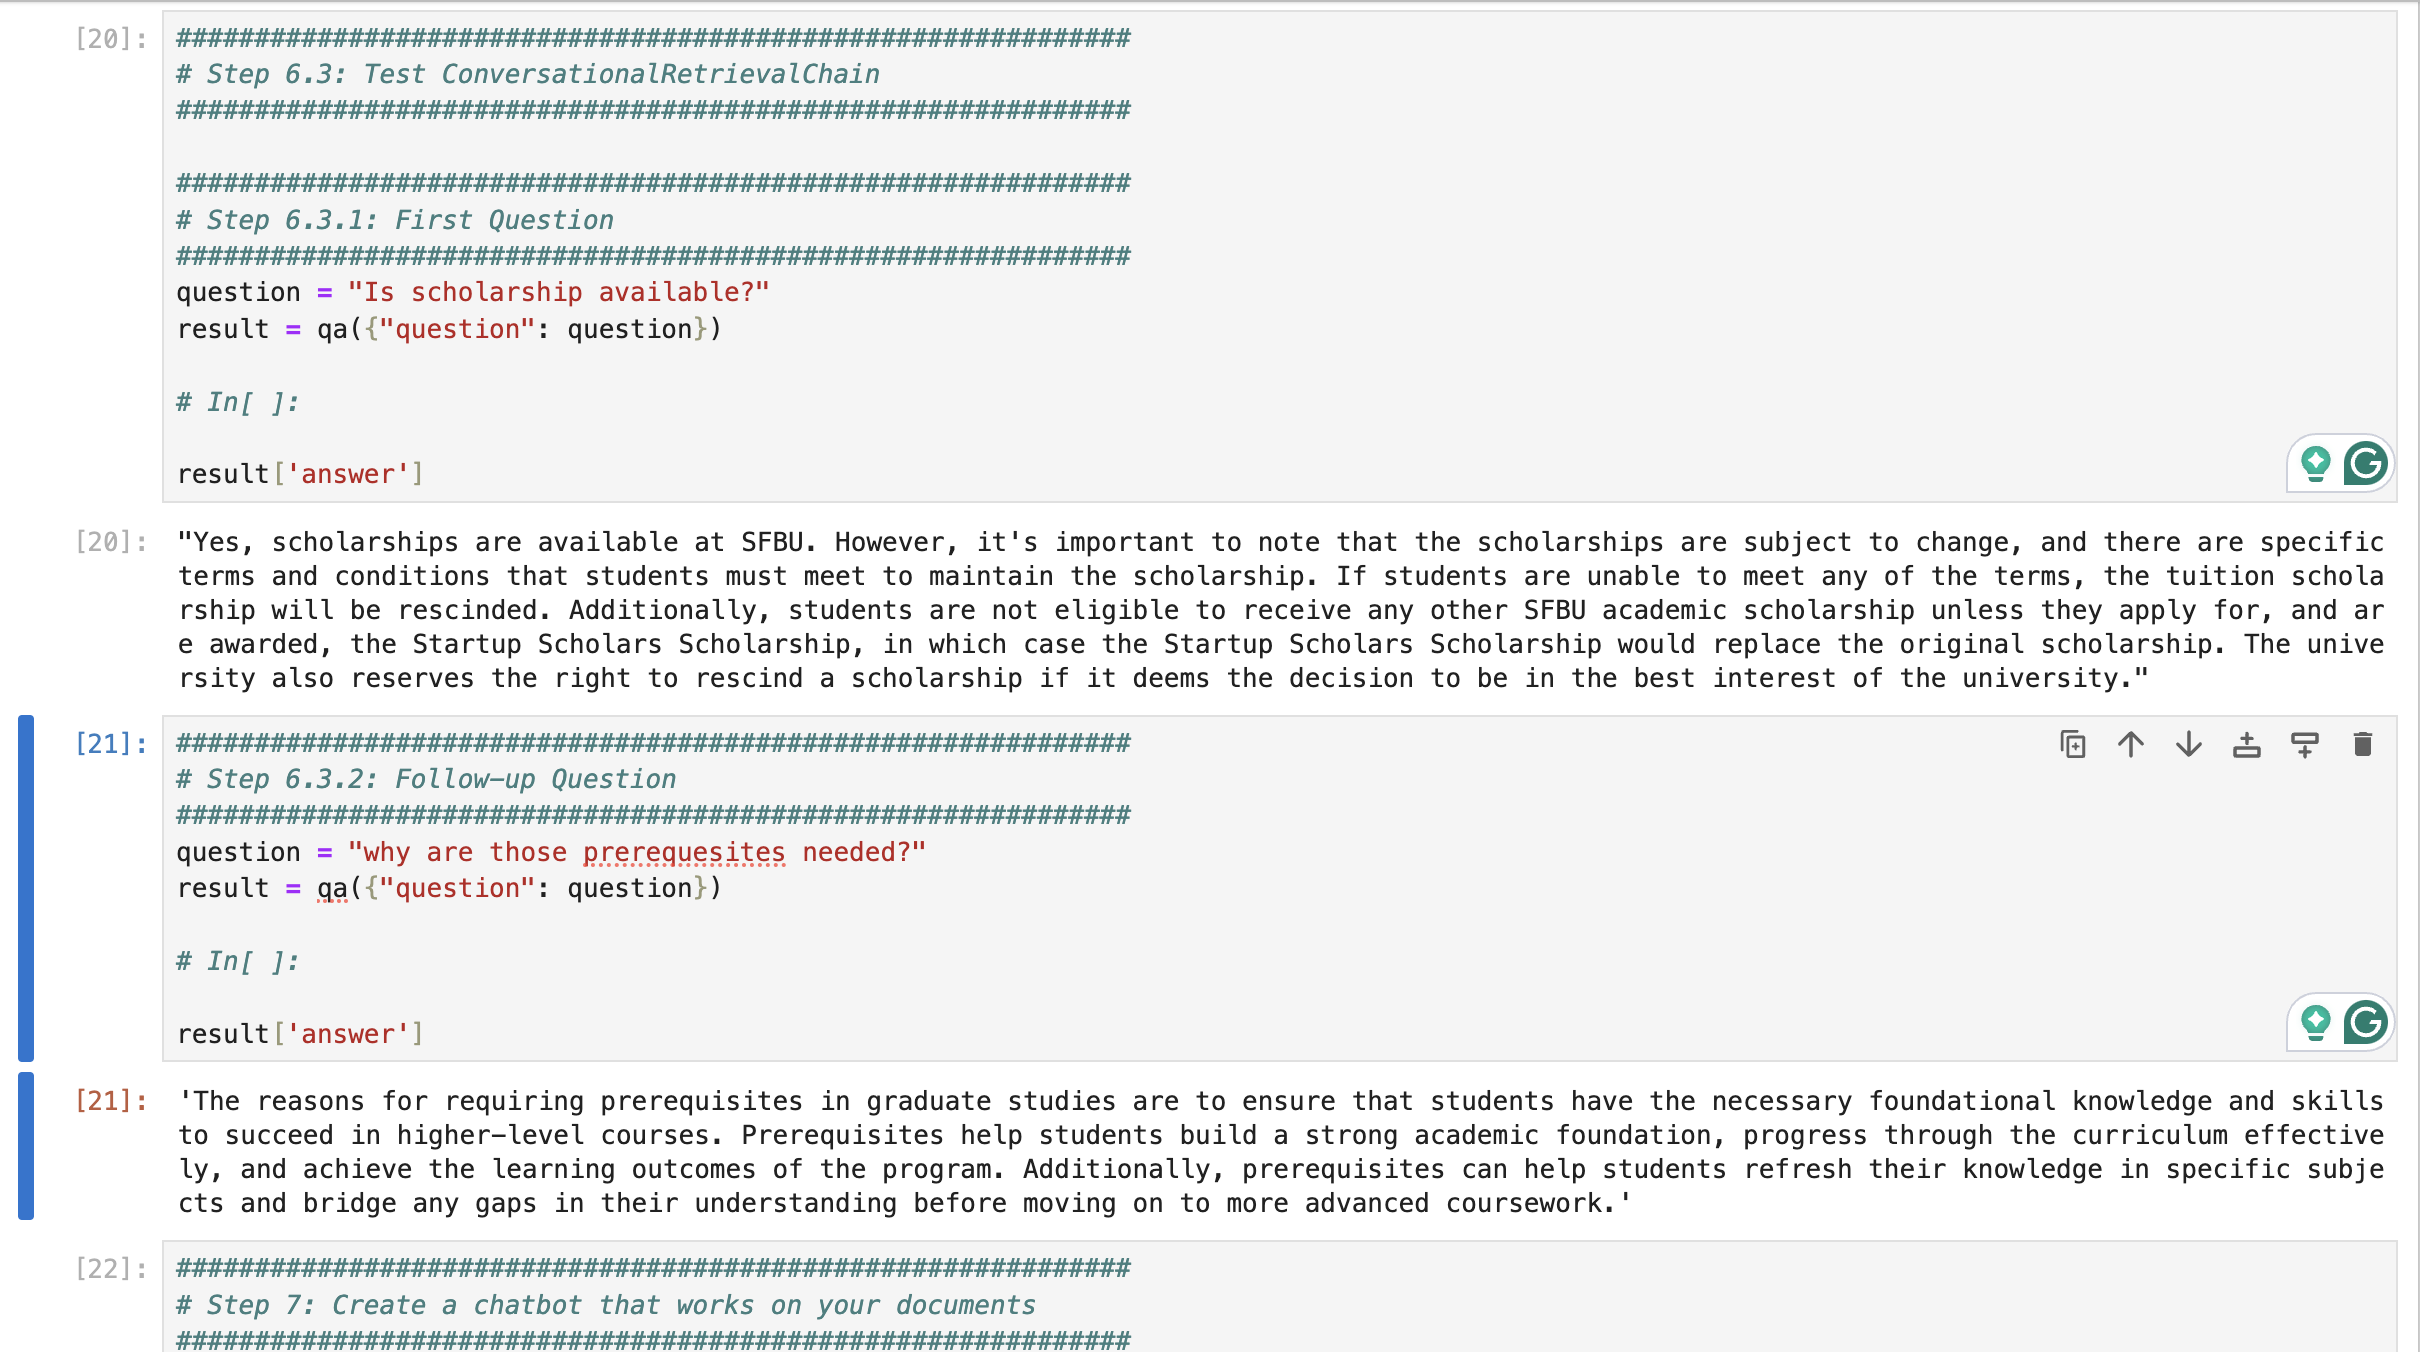 [20]:
#############################################################
# Step 6.3: Test ConversationalRetrievalChain
#############################################################
#############################################################
# Step 6.3.1: First Question
#############################################################
question = "Is scholarship available?"
result = qa({"question": question})
# In[ ]:
result['answer']
[20]:
"Yes, scholarships are available at SFBU. However, it's important to note that the scholarships are subject to change, and there are specific
terms and conditions that students must meet to maintain the scholarship. If students are unable to meet any of the terms, the tuition schola
rship will be rescinded. Additionally, students are not eligible to receive any other SFBU academic scholarship unless they apply for, and ar
e awarded, the Startup Scholars Scholarship, in which case the Startup Scholars Scholarship would replace the original scholarship. The unive
rsity also reserves the right to rescind a scholarship if it deems the decision to be in the best interest of the university."
[21]:
#############################################################
# Step 6.3.2: Follow-up Question
#############################################################
question = "why are those prerequesites needed?"
result = qa({"question": question})
# In[ ]:
result['answer']
[21]:
'The reasons for requiring prerequisites in graduate studies are to ensure that students have the necessary foundational knowledge and skills
to succeed in higher-level courses. Prerequisites help students build a strong academic foundation, progress through the curriculum effective
ly, and achieve the learning outcomes of the program. Additionally, prerequisites can help students refresh their knowledge in specific subje
cts and bridge any gaps in their understanding before moving on to more advanced coursework.'
[22]:
#############################################################
# Step 7: Create a chatbot that works on your documents
#############################################################